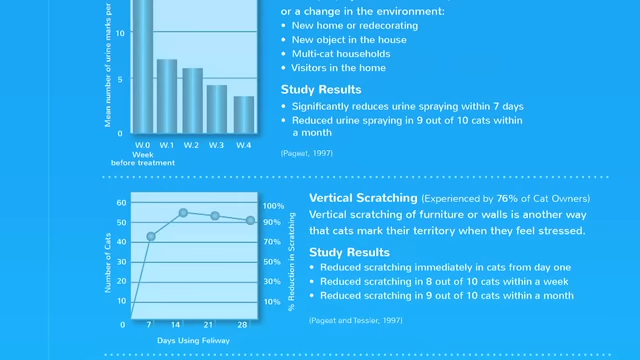 or a change in the environment:
• New home or redecorating
• New object in the house
• Multi-cat households
• Visitors in the home
Study Results
• Significantly reduces urine spraying within 7 days
• Reduced urine spraying in 9 out of 10 cats within
a month
(Pageat, 1997)
Mean number of urine marks per
10
5
0
W.0 W.1 W.2 W.3 W.4
Week
before treatment
Vertical Scratching (Experienced by 76% of Cat Owners)
Vertical scratching of furniture or walls is another way
that cats mark their territory when they feel stressed.
Study Results
• Reduced scratching immediately in cats from day one
• Reduced scratching in 8 out of 10 cats within a week
• Reduced scratching in 9 out of 10 cats within a month
(Pageat and Tessier, 1997)
Number of Cats
60
50
40
30
20
10
0 7 14 21 28
Days Using Feliway
100%
90%
70%
50%
30%
10%
% Reduction in Scratching